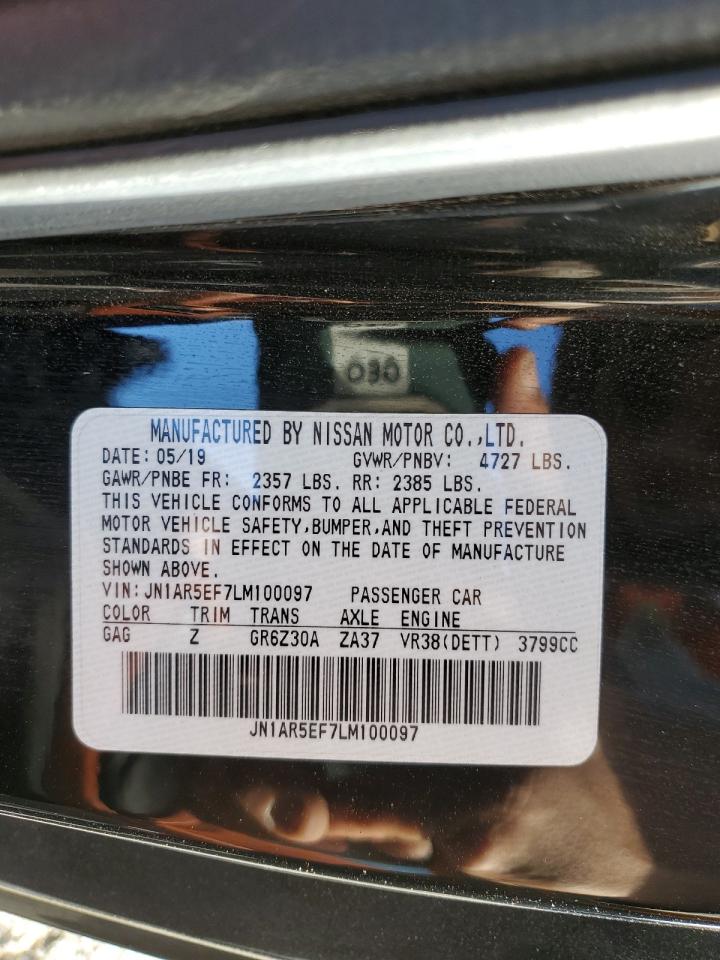 030
MANUFACTURED BY NISSAN MOTOR CO.,LTD.
DATE: 05/19 GVWR/PNBV: 4727 LBS.
GAWR/PNBE FR: 2357 LBS. RR: 2385 LBS.
THIS VEHICLE CONFORMS TO ALL APPLICABLE FEDERAL
MOTOR VEHICLE SAFETY,BUMPER,AND THEFT PREVENTION
STANDARDS IN EFFECT ON THE DATE OF MANUFACTURE
SHOWN ABOVE.
VIN:JN1AR5EF7LM100097 PASSENGER CAR
COLOR TRIM TRANS AXLE ENGINE
GAG Z GR6Z30A ZA37 VR38(DETT) 3799CC
JN1AR5EF7LM100097